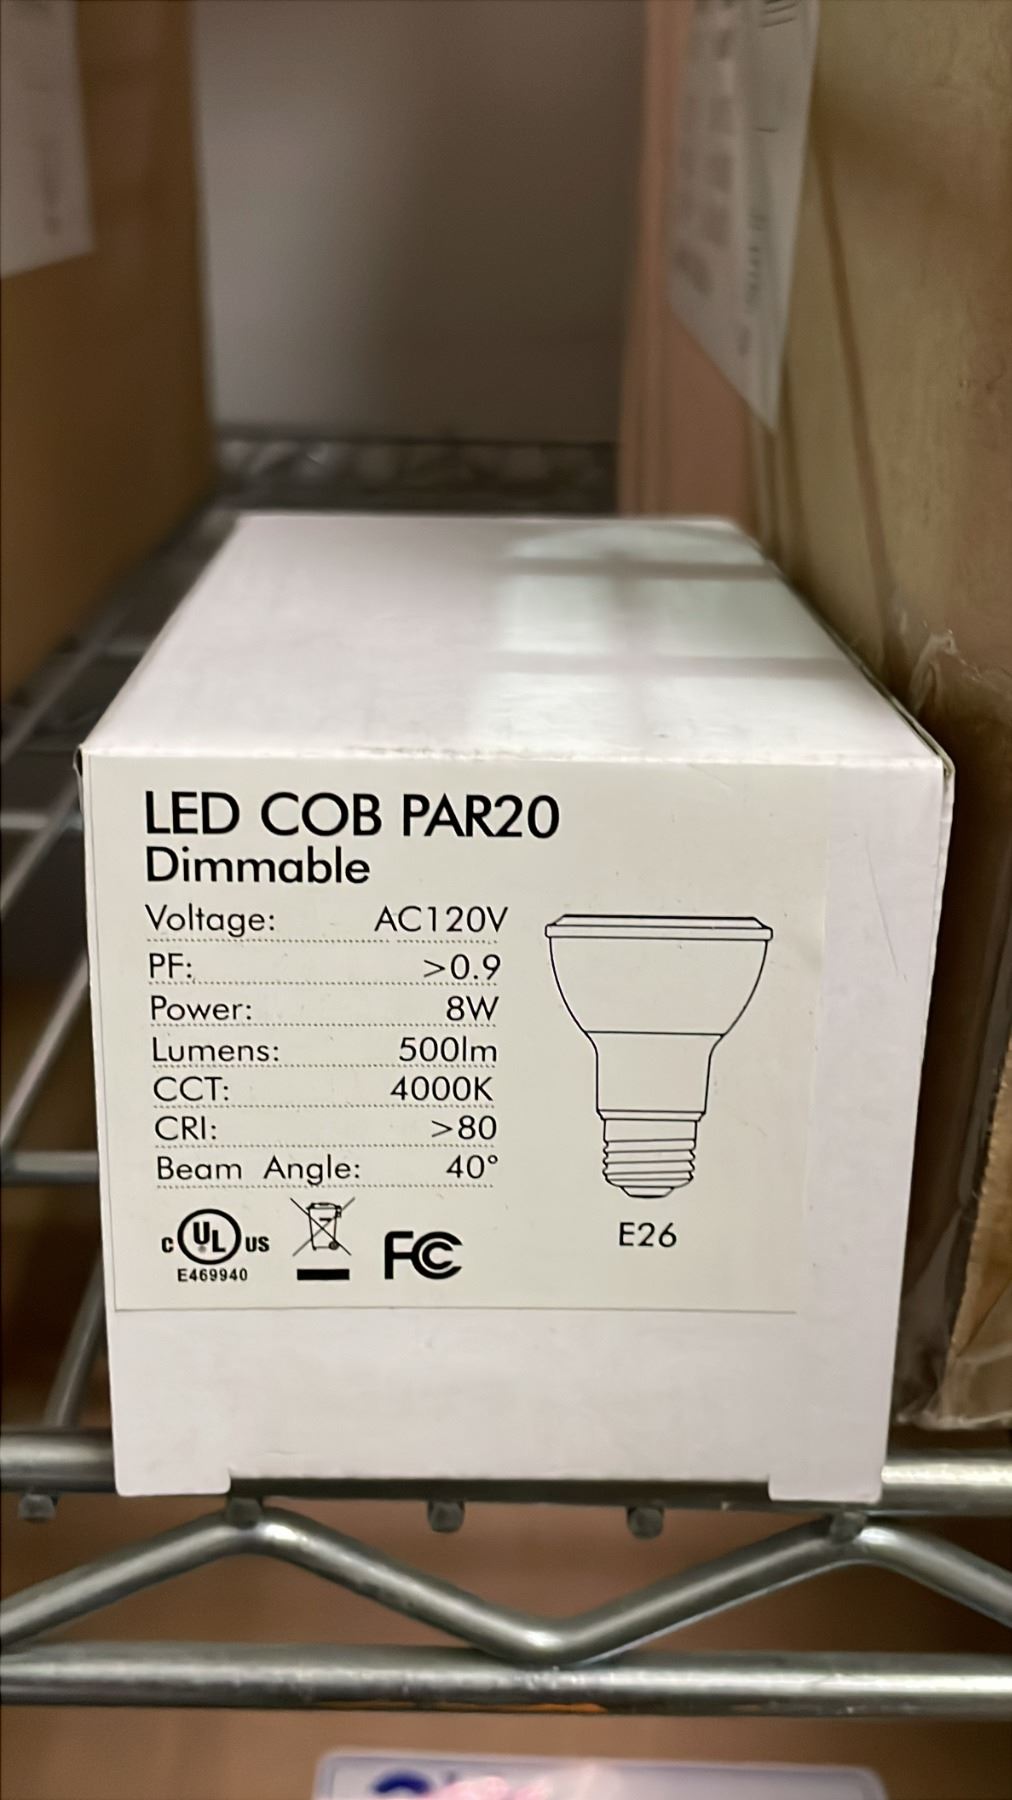 LED COB PAR20
Dimmable
Voltage: AC120V
PF: >0.9
Power: 8W
Lumens: 500lm
CCT: 4000K
CRI: >80
Beam Angle: 40°
c UL US
E469940
FC
E26